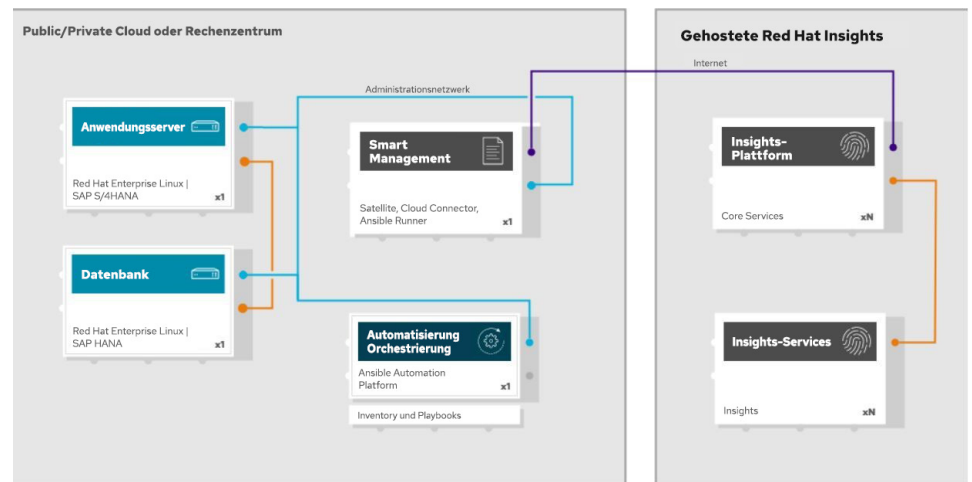 Public/Private Cloud oder Rechenzentrum
Gehostete Red Hat Insights
Internet
Administrationsnetzwerk
Anwendungsserver
Red Hat Enterprise Linux |
SAP S/4HANA
x1
Smart
Management
Satellite, Cloud Connector,
Ansible Runner
x1
Insights-
Plattform
Core Services
xN
Datenbank
Red Hat Enterprise Linux |
SAP HANA
x1
Automatisierung
Orchestrierung
Ansible Automation
Platform
x1
Inventory und Playbooks
Insights-Services
Insights
xN